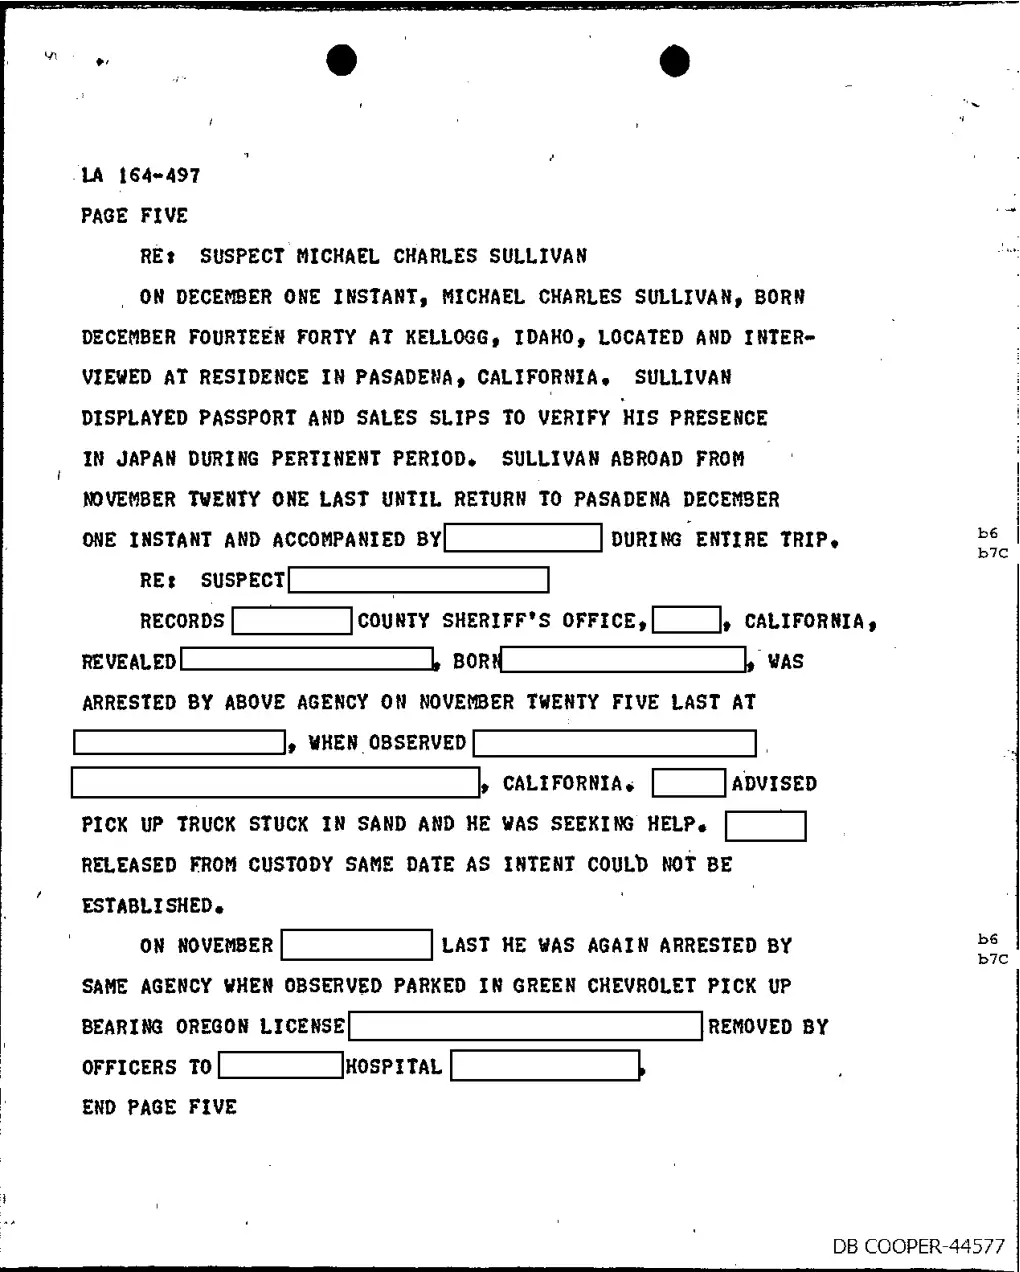 LA 164-497
PAGE FIVE
RE: SUSPECT MICHAEL CHARLES SULLIVAN
ON DECEMBER ONE INSTANT, MICHAEL CHARLES SULLIVAN, BORN
DECEMBER FOURTEEN FORTY AT KELLOGG, IDAHO, LOCATED AND INTER-
VIEWED AT RESIDENCE IN PASADENA, CALIFORNIA. SULLIVAN
DISPLAYED PASSPORT AND SALES SLIPS TO VERIFY HIS PRESENCE
IN JAPAN DURING PERTINENT PERIOD. SULLIVAN ABROAD FROM
NOVEMBER TWENTY ONE LAST UNTIL RETURN TO PASADENA DECEMBER
ONE INSTANT AND ACCOMPANIED BY DURING ENTIRE TRIP.
b6
b7C
RE: SUSPECT
RECORDS COUNTY SHERIFF'S OFFICE, , CALIFORNIA,
REVEALED , BORN , WAS
ARRESTED BY ABOVE AGENCY ON NOVEMBER TWENTY FIVE LAST AT
, WHEN OBSERVED
, CALIFORNIA. ADVISED
PICK UP TRUCK STUCK IN SAND AND HE WAS SEEKING HELP.
RELEASED FROM CUSTODY SAME DATE AS INTENT COULD NOT BE
ESTABLISHED.
ON NOVEMBER LAST HE WAS AGAIN ARRESTED BY
b6
b7C
SAME AGENCY WHEN OBSERVED PARKED IN GREEN CHEVROLET PICK UP
BEARING OREGON LICENSE REMOVED BY
OFFICERS TO HOSPITAL .
END PAGE FIVE
DB COOPER-44577